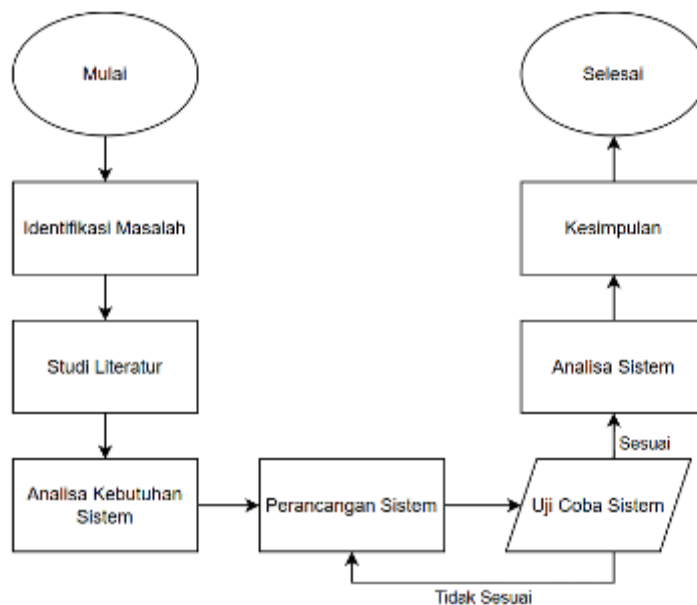 Mulai
Identifikasi Masalah
Studi Literatur
Analisa Kebutuhan
Sistem
Perancangan Sistem
Uji Coba Sistem
Tidak Sesuai
Sesuai
Analisa Sistem
Kesimpulan
Selesai